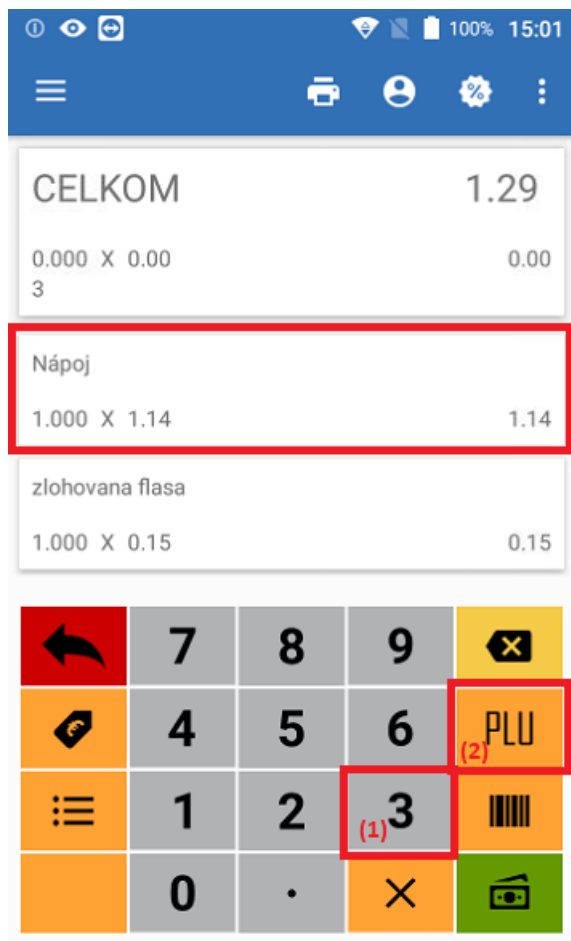 100% 15:01
CELKOM 1.29
0.000 X 0.00 0.00
3
Nápoj
1.000 X 1.14 1.14
zlohovana flasa
1.000 X 0.15 0.15
7 8 9
4 5 6 (2) PLU
1 2 (1) 3
0 .